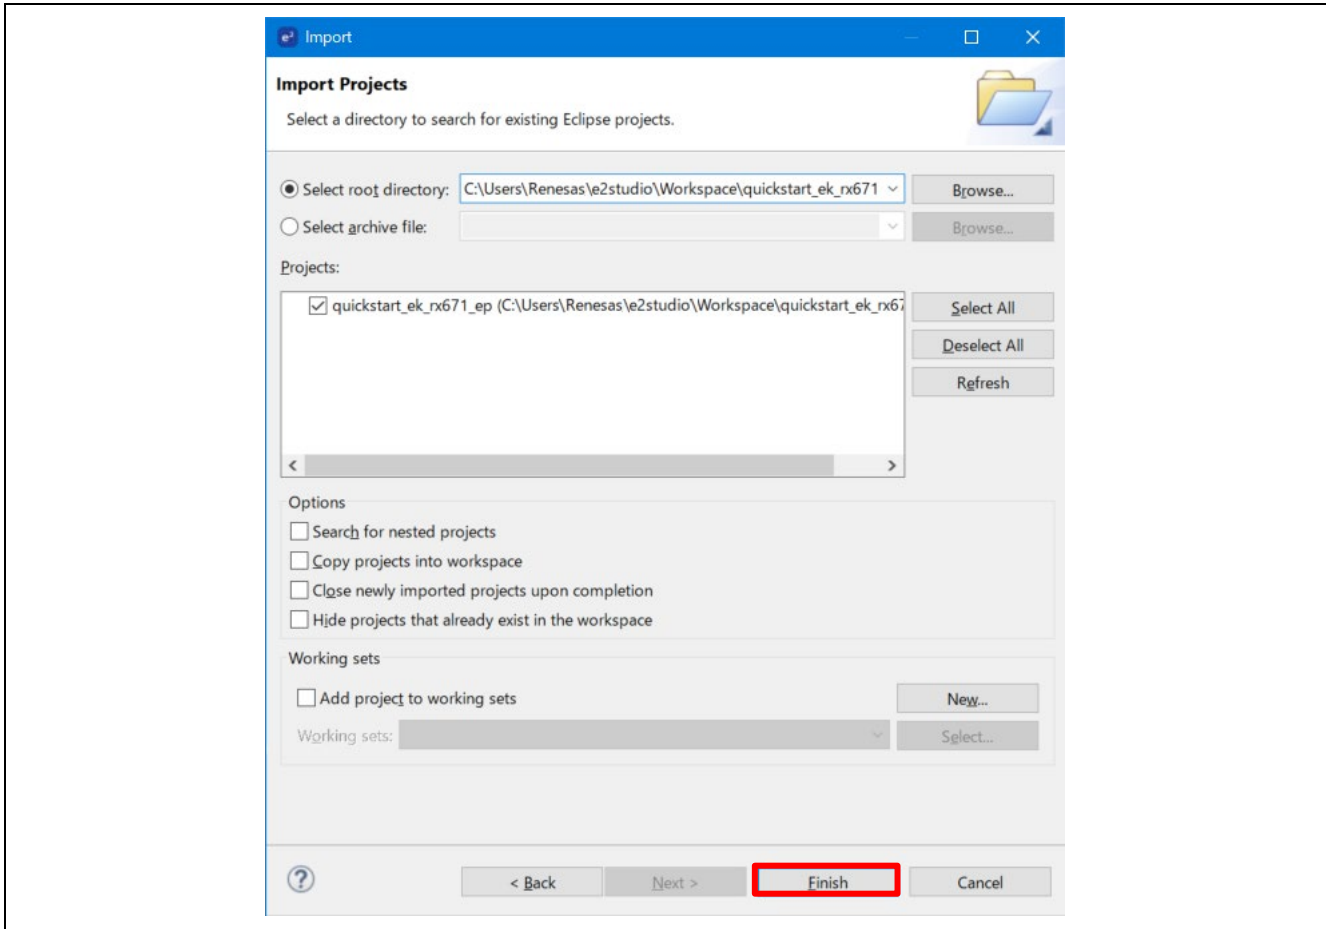 e² Import
Import Projects
Select a directory to search for existing Eclipse projects.
Select root directory: C:\Users\Renesas\e2studio\Workspace\quickstart_ek_rx671 Browse...
Select archive file: Browse...
Projects:
quickstart_ek_rx671_ep (C:\Users\Renesas\e2studio\Workspace\quickstart_ek_rx67 Select All
Deselect All
Refresh
Options
Search for nested projects
Copy projects into workspace
Close newly imported projects upon completion
Hide projects that already exist in the workspace
Working sets
Add project to working sets New...
Working sets: Select...
? < Back Next > Finish Cancel